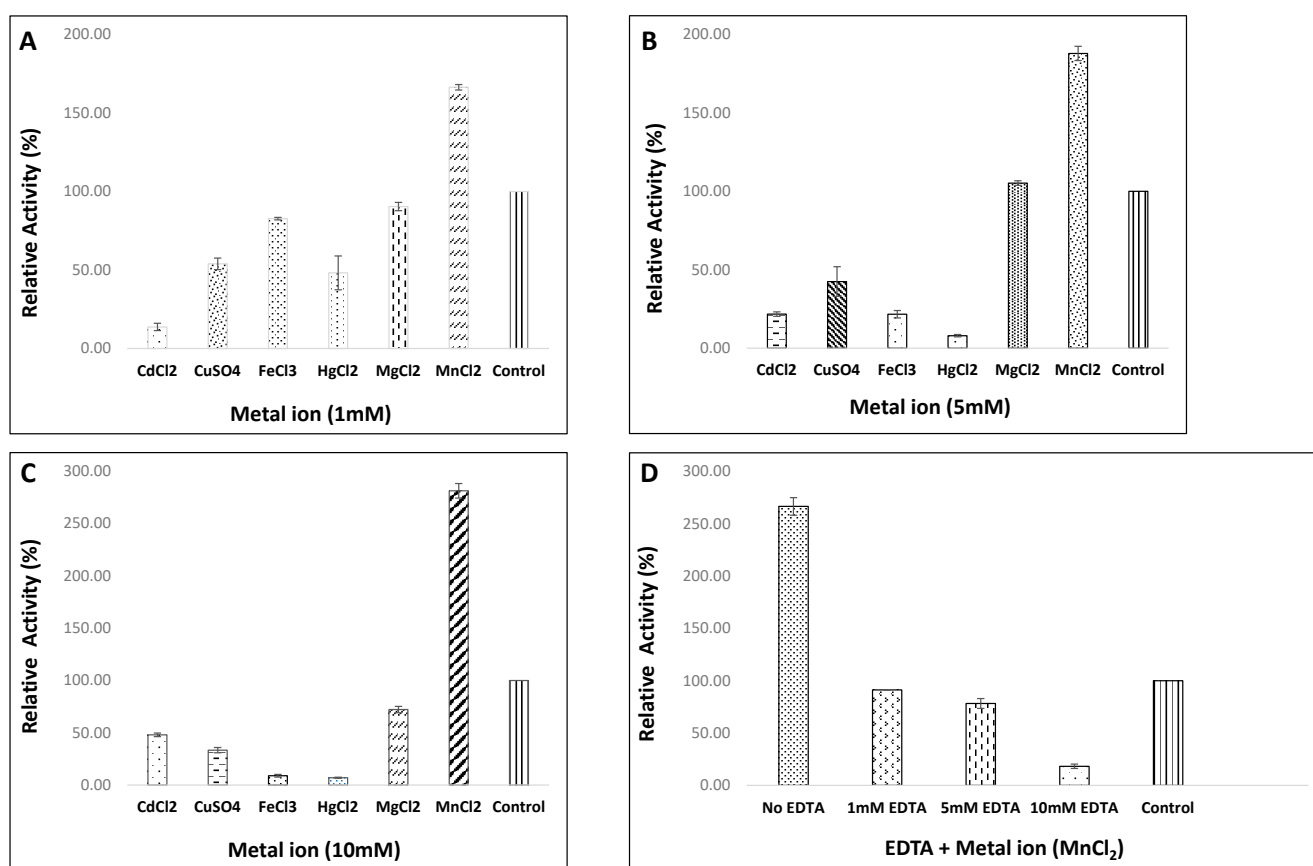 A
200.00
150.00
100.00
50.00
0.00
Relative Activity (%)
CdCl2 CuSO4 FeCl3 HgCl2 MgCl2 MnCl2 Control
Metal ion (1mM)
B
200.00
150.00
100.00
50.00
0.00
Relative Activity (%)
CdCl2 CuSO4 FeCl3 HgCl2 MgCl2 MnCl2 Control
Metal ion (5mM)
C
300.00
250.00
200.00
150.00
100.00
50.00
0.00
Relative Activity (%)
CdCl2 CuSO4 FeCl3 HgCl2 MgCl2 MnCl2 Control
Metal ion (10mM)
D
300.00
250.00
200.00
150.00
100.00
50.00
0.00
Relative Activity (%)
No EDTA 1mM EDTA 5mM EDTA 10mM EDTA Control
EDTA + Metal ion (MnCl₂)